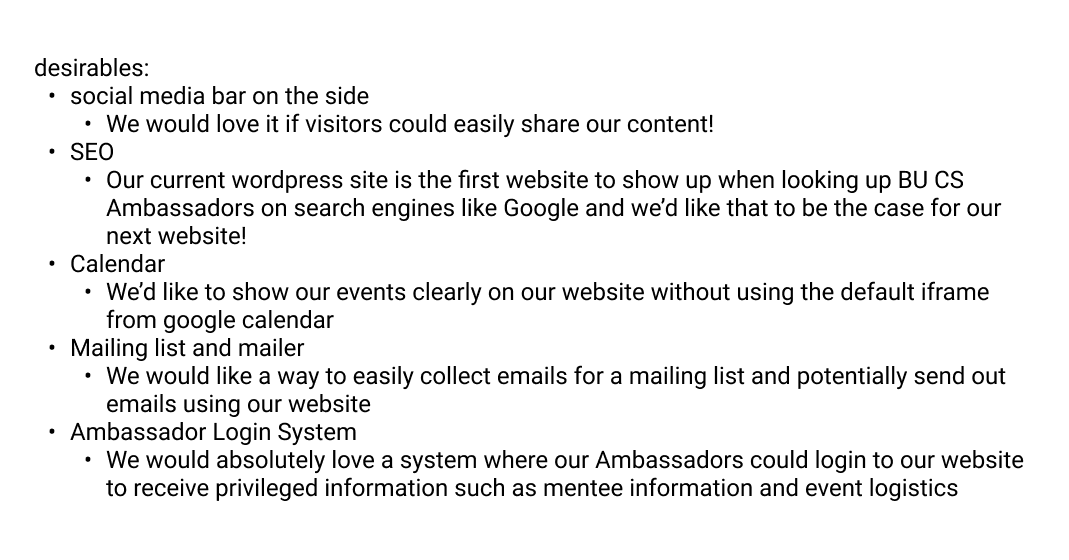 desirables:
• social media bar on the side
• We would love it if visitors could easily share our content!
• SEO
• Our current wordpress site is the first website to show up when looking up BU CS
Ambassadors on search engines like Google and we’d like that to be the case for our
next website!
• Calendar
• We’d like to show our events clearly on our website without using the default iframe
from google calendar
• Mailing list and mailer
• We would like a way to easily collect emails for a mailing list and potentially send out
emails using our website
• Ambassador Login System
• We would absolutely love a system where our Ambassadors could login to our website
to receive privileged information such as mentee information and event logistics